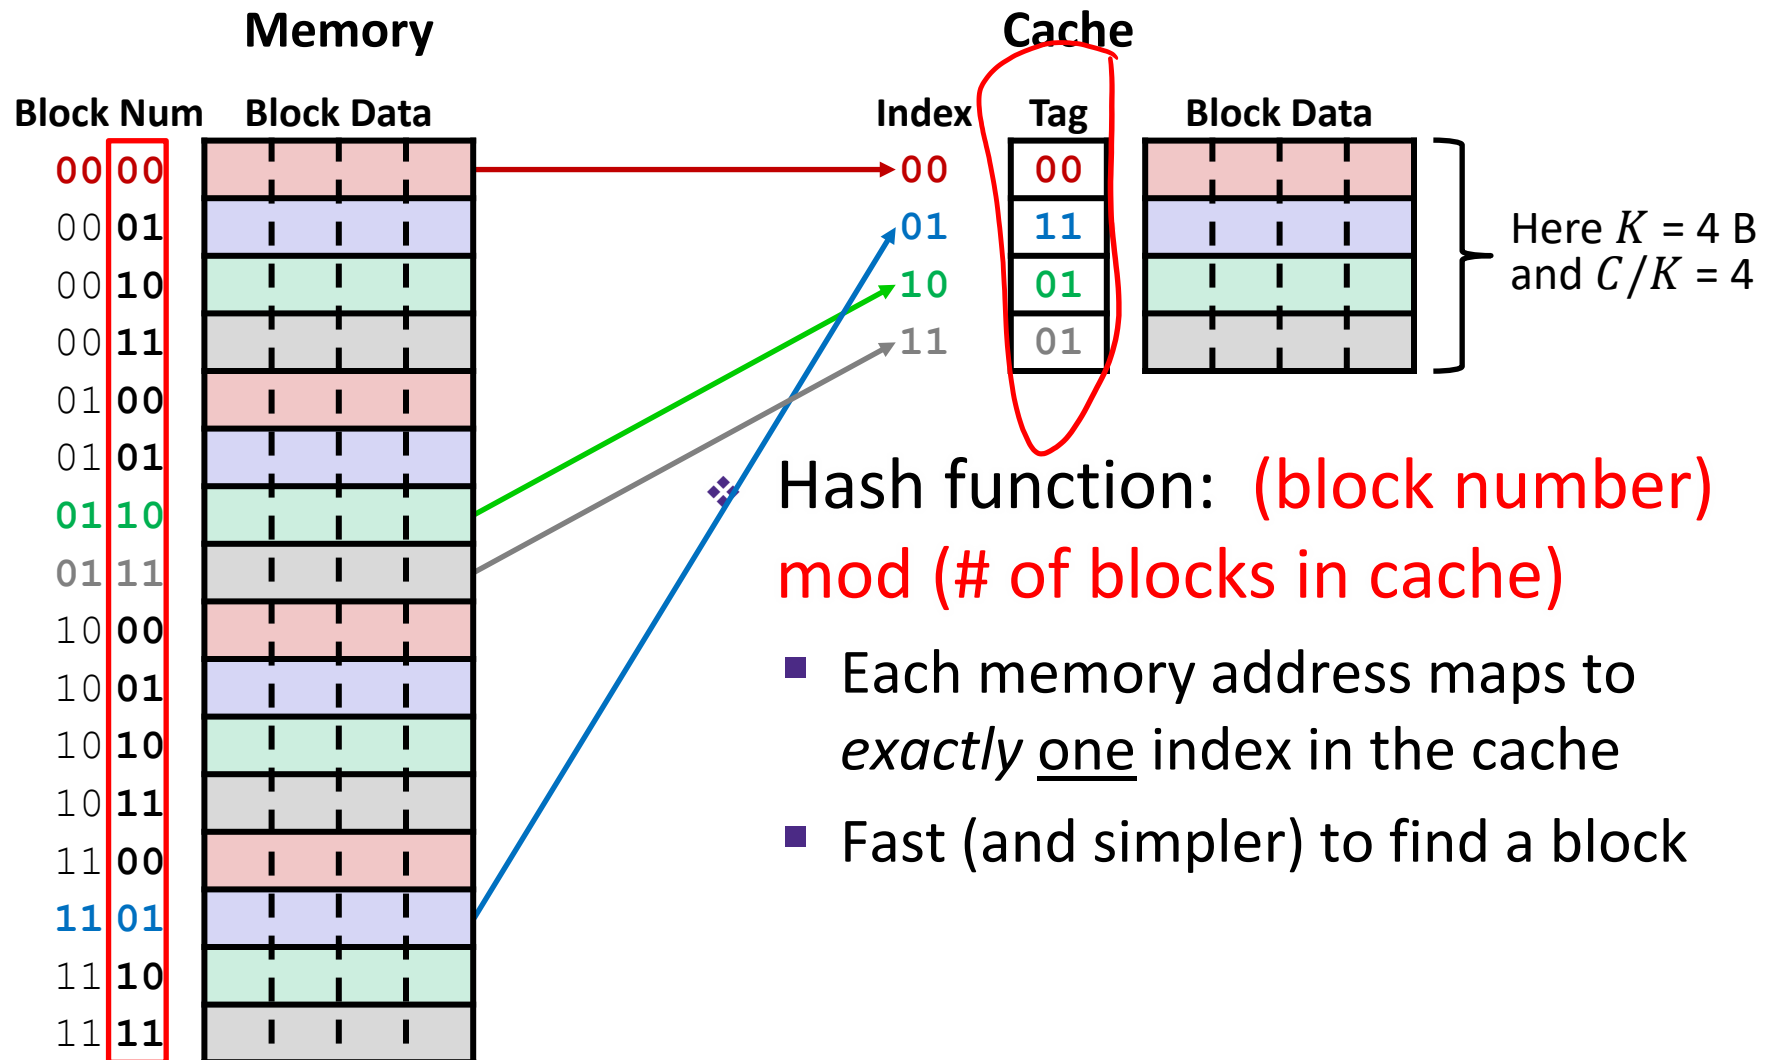 Memory Cache
Block Num Block Data Index Tag Block Data
00 00 00 00
00 01 01 11
00 10 10 01
00 11 11 01
01 00
01 01
01 10
01 11
10 00
10 01
10 10
10 11
11 00
11 01
11 10
11 11
Here K = 4 B
and C/K = 4
❖ Hash function: (block number)
mod (# of blocks in cache)
▪ Each memory address maps to
exactly one index in the cache
▪ Fast (and simpler) to find a block